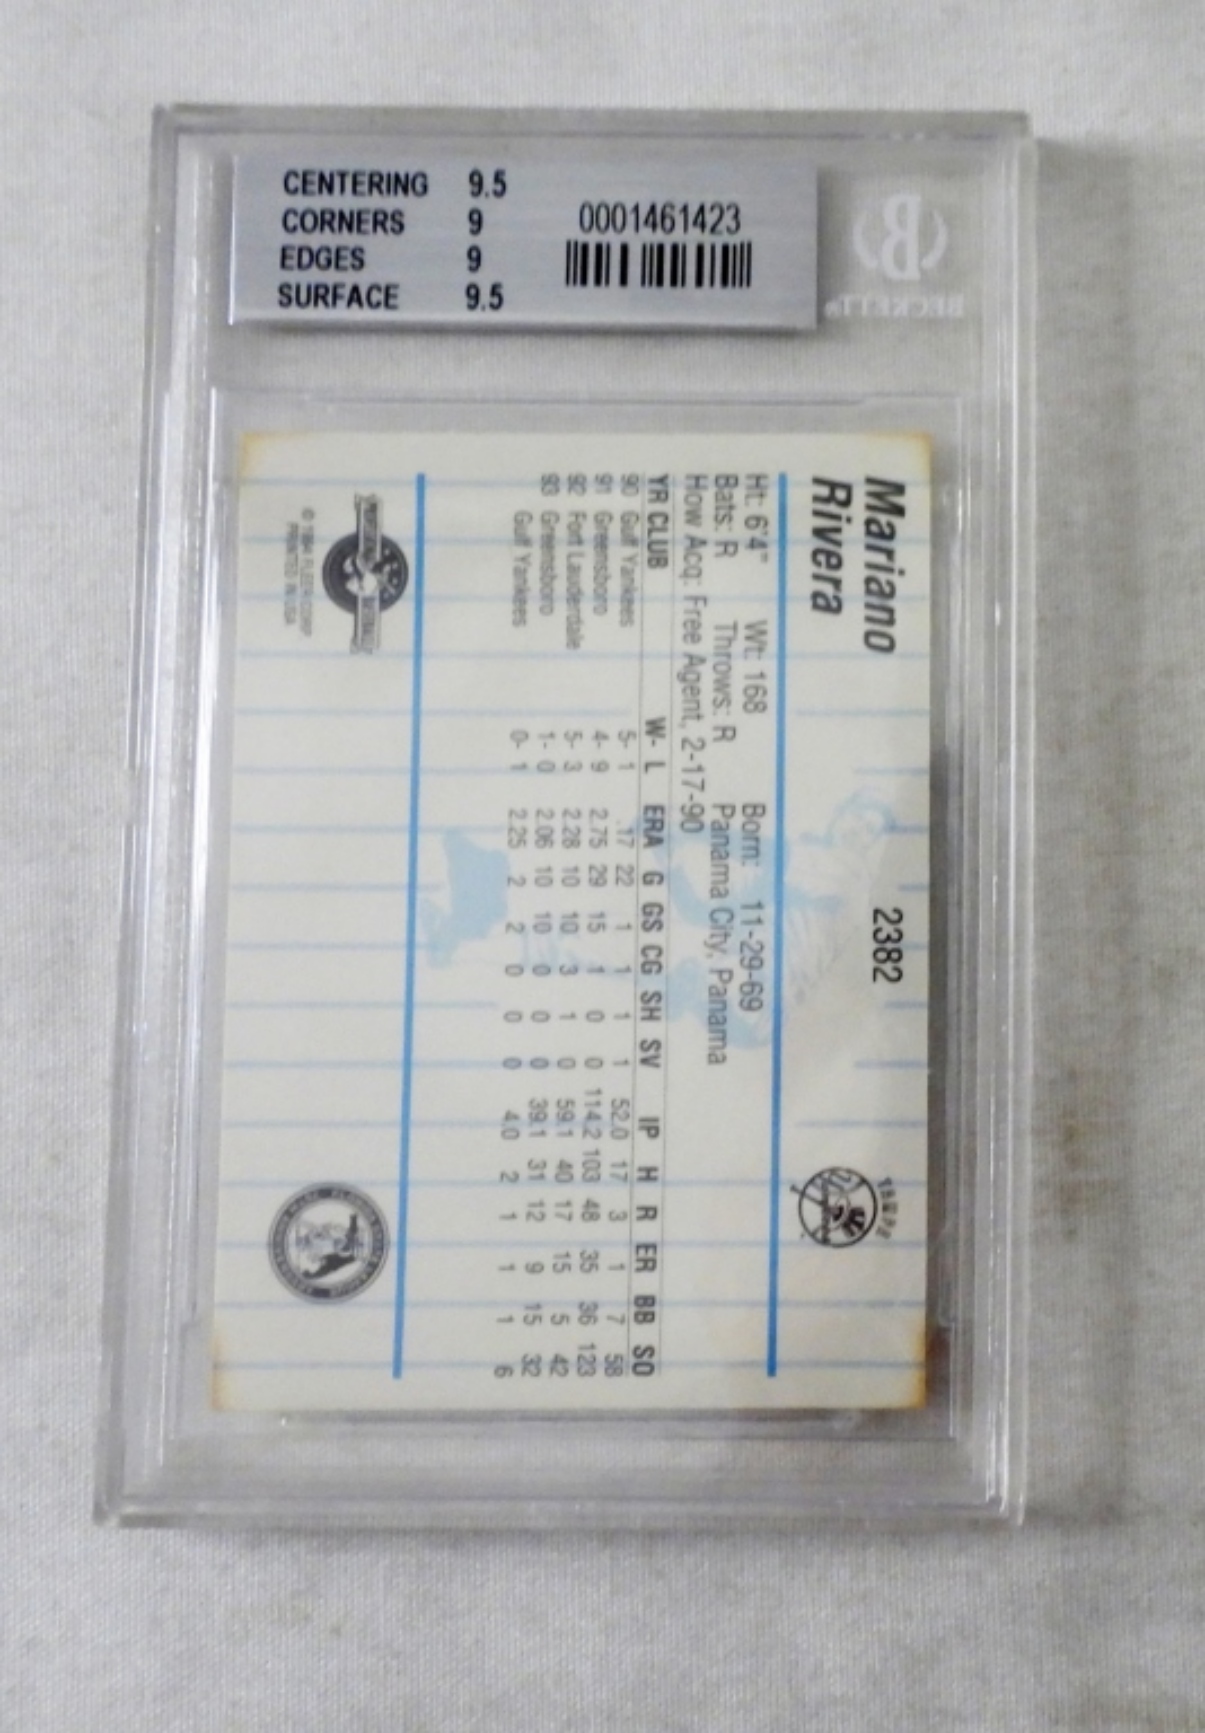 CENTERING 9.5
CORNERS 9
EDGES 9
SURFACE 9.5
0001461423
BECKETT
Mariano 2382
Rivera
Ht: 6'4" Wt: 168 Born: 11-29-69
Bats: R Throws: R Panama City, Panama
How Acq: Free Agent, 2-17-90
YR CLUB W- L ERA G GS CG SH SV IP H R ER BB SO
90 Gulf Yankees 5- 1 .17 22 1 1 1 1 52.0 17 3 1 7 58
91 Greensboro 4- 9 2.75 29 15 1 0 0 114.2 103 48 35 36 123
92 Fort Lauderdale 5- 3 2.28 10 10 3 1 0 59.1 40 17 15 5 42
93 Greensboro 1- 0 2.06 10 10 0 0 0 39.1 31 12 9 15 32
Gulf Yankees 0- 1 2.25 2 2 0 0 0 4.0 2 1 1 1 6
© 1994 FLEER CORP.
PRINTED IN USA